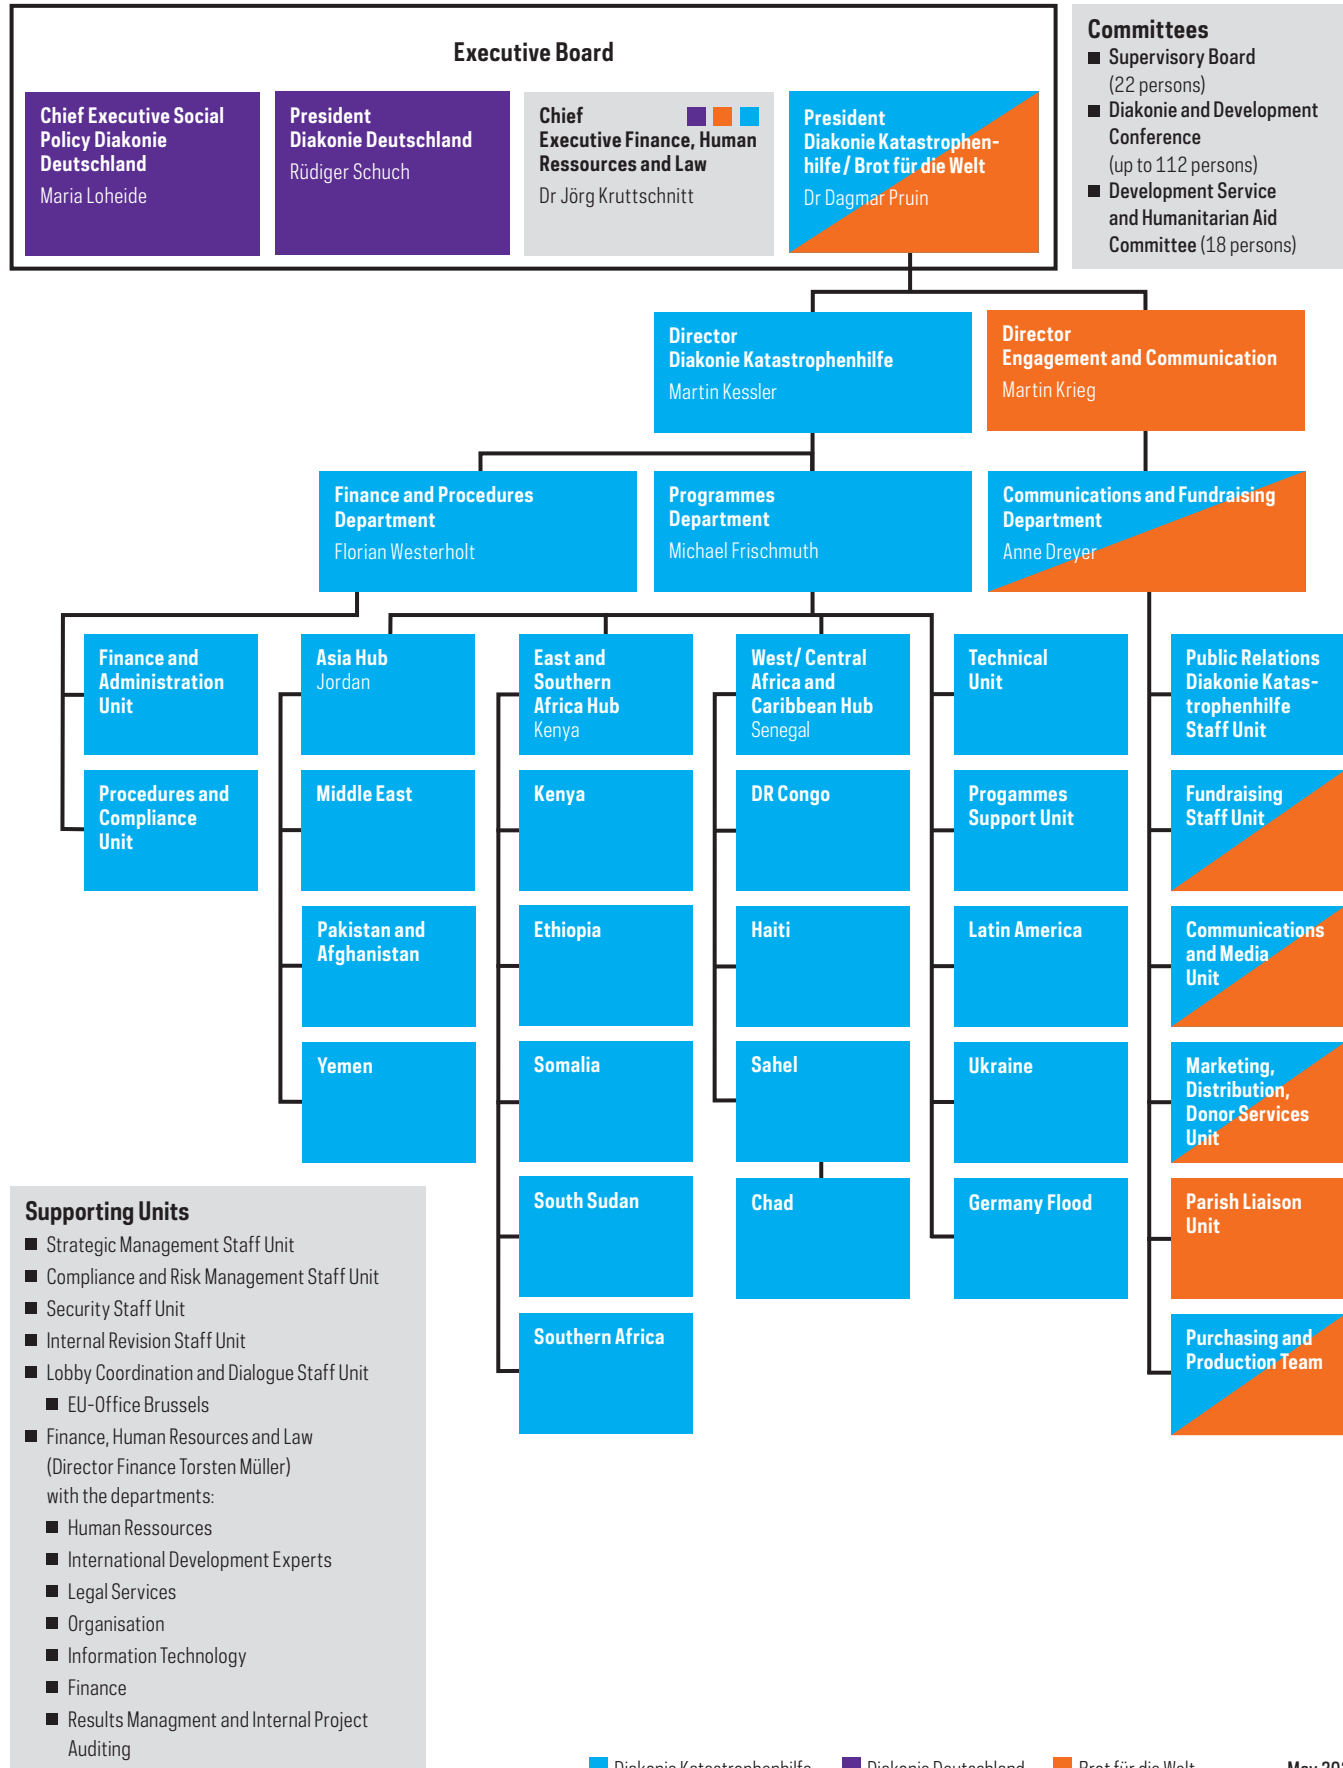 Executive Board
Chief Executive Social
Policy Diakonie
Deutschland
Maria Loheide
President
Diakonie Deutschland
Rüdiger Schuch
Chief
Executive Finance, Human
Ressources and Law
Dr Jörg Kruttschnitt
President
Diakonie Katastrophen-
hilfe / Brot für die Welt
Dr Dagmar Pruin
Committees
Supervisory Board
(22 persons)
Diakonie and Development
Conference
(up to 112 persons)
Development Service
and Humanitarian Aid
Committee (18 persons)
Director
Diakonie Katastrophenhilfe
Martin Kessler
Director
Engagement and Communication
Martin Krieg
Finance and Procedures
Department
Florian Westerholt
Programmes
Department
Michael Frischmuth
Communications and Fundraising
Department
Anne Dreyer
Finance and
Administration
Unit
Procedures and
Compliance
Unit
Asia Hub
Jordan
Middle East
Pakistan and
Afghanistan
Yemen
East and
Southern
Africa Hub
Kenya
Kenya
Ethiopia
Somalia
South Sudan
Southern Africa
West/ Central
Africa and
Caribbean Hub
Senegal
DR Congo
Haiti
Sahel
Chad
Technical
Unit
Progammes
Support Unit
Latin America
Ukraine
Germany Flood
Public Relations
Diakonie Katas-
trophenhilfe
Staff Unit
Fundraising
Staff Unit
Communications
and Media
Unit
Marketing,
Distribution,
Donor Services
Unit
Parish Liaison
Unit
Purchasing and
Production Team
Supporting Units
Strategic Management Staff Unit
Compliance and Risk Management Staff Unit
Security Staff Unit
Internal Revision Staff Unit
Lobby Coordination and Dialogue Staff Unit
EU-Office Brussels
Finance, Human Resources and Law
(Director Finance Torsten Müller)
with the departments:
Human Ressources
International Development Experts
Legal Services
Organisation
Information Technology
Finance
Results Managment and Internal Project
Auditing
Diakonie Katastrophenhilfe
Diakonie Deutschland
Brot für die Welt
May